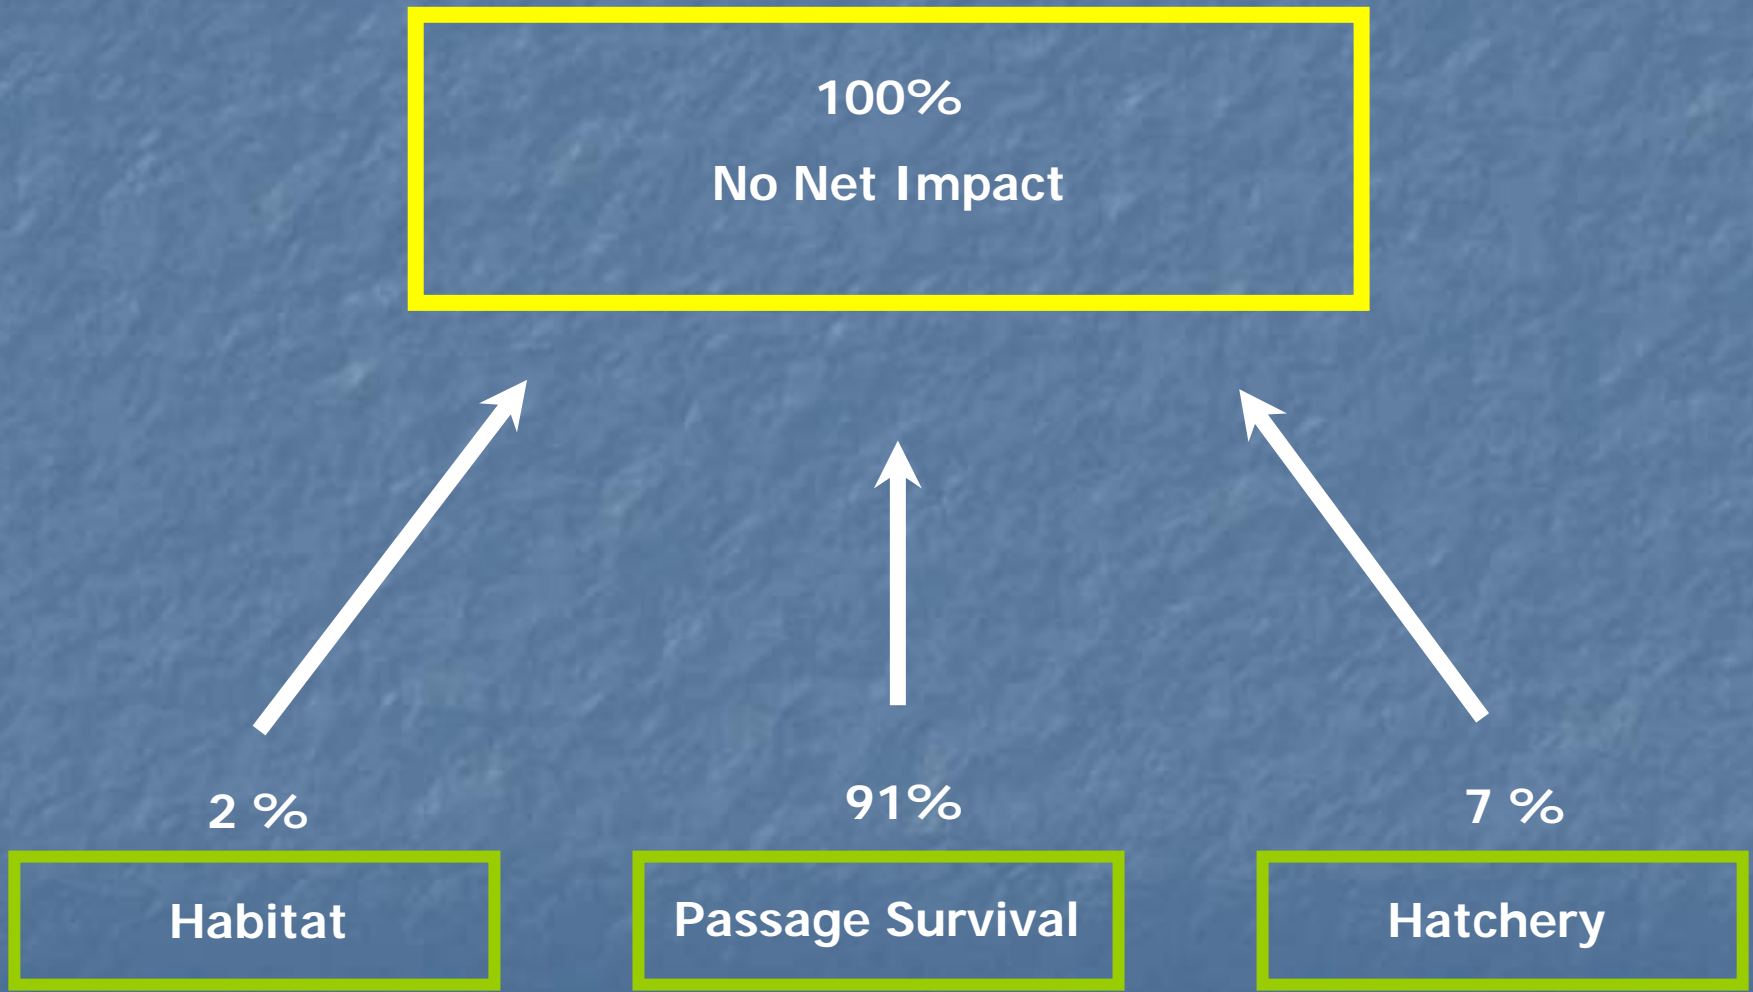 100%
No Net Impact
2 %
91%
7 %
Habitat
Passage Survival
Hatchery